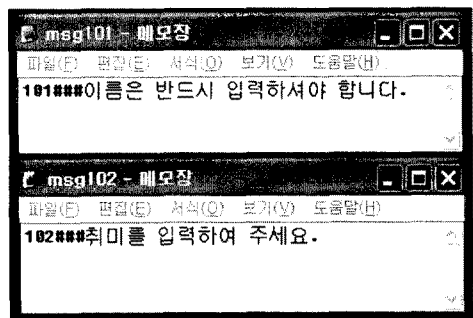 msg101 - 메모장
파일(F) 편집(E) 서식(O) 보기(V) 도움말(H)
101###이름은 반드시 입력하셔야 합니다.
msg102 - 메모장
파일(F) 편집(E) 서식(O) 보기(V) 도움말(H)
102###취미를 입력하여 주세요.